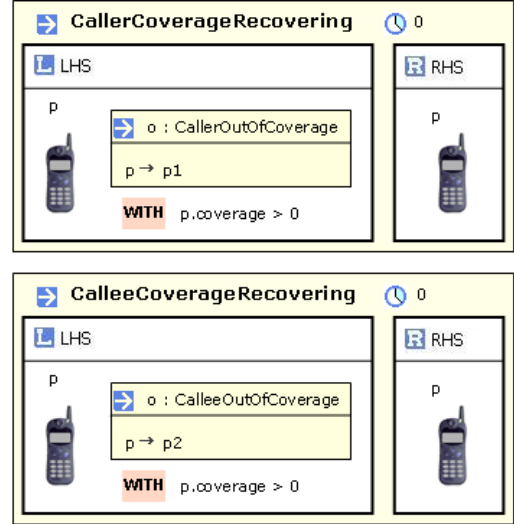 CallerCoverageRecovering 0
L LHS
R RHS
p
p
o : CallerOutOfCoverage
p → p1
WITH p.coverage > 0
CalleeCoverageRecovering 0
L LHS
R RHS
p
p
o : CalleeOutOfCoverage
p → p2
WITH p.coverage > 0